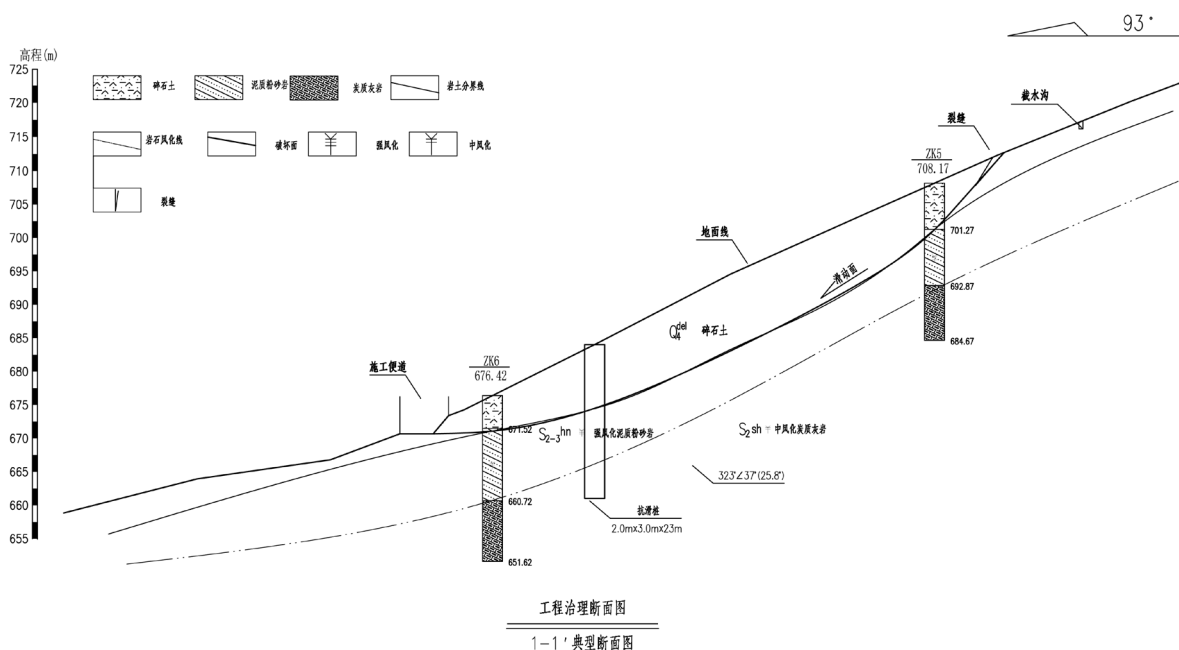 93°
高程(m)
725
720
715
710
705
700
695
690
685
680
675
670
665
660
655
碎石土
泥质粉砂岩
炭质灰岩
岩土分界线
岩石风化线
破坏面
强风化
中风化
裂缝
截水沟
裂缝
ZK5
708.17
701.27
692.87
684.67
地面线
滑动面
Q4del 碎石土
施工便道
ZK6
676.42
671.52
660.72
651.62
S2-3hn 强风化泥质粉砂岩
S2sh 中风化炭质灰岩
323°∠37°(25.8°)
抗滑桩
2.0mx3.0mx23m
工程治理断面图
1-1'典型断面图